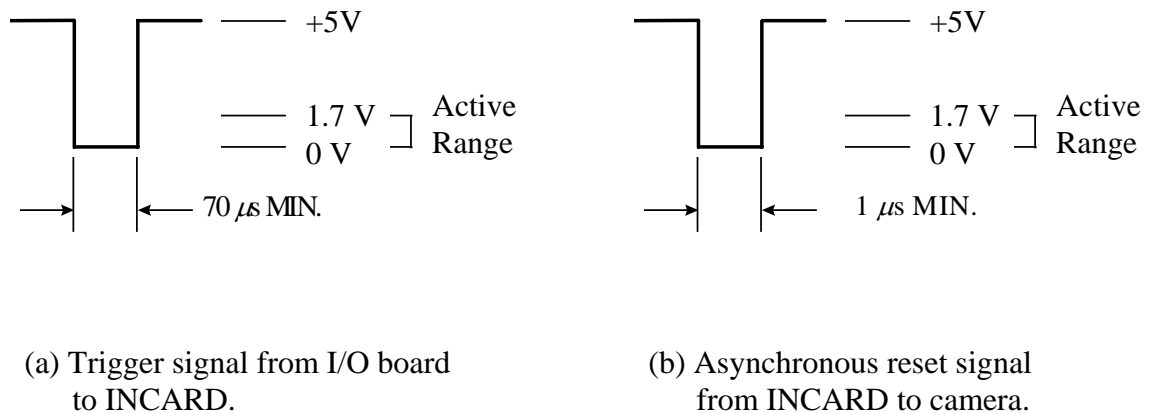 +5V
1.7 V
0 V
Active
Range
70 μs MIN.
(a) Trigger signal from I/O board
to INCARD.
+5V
1.7 V
0 V
Active
Range
1 μs MIN.
(b) Asynchronous reset signal
from INCARD to camera.